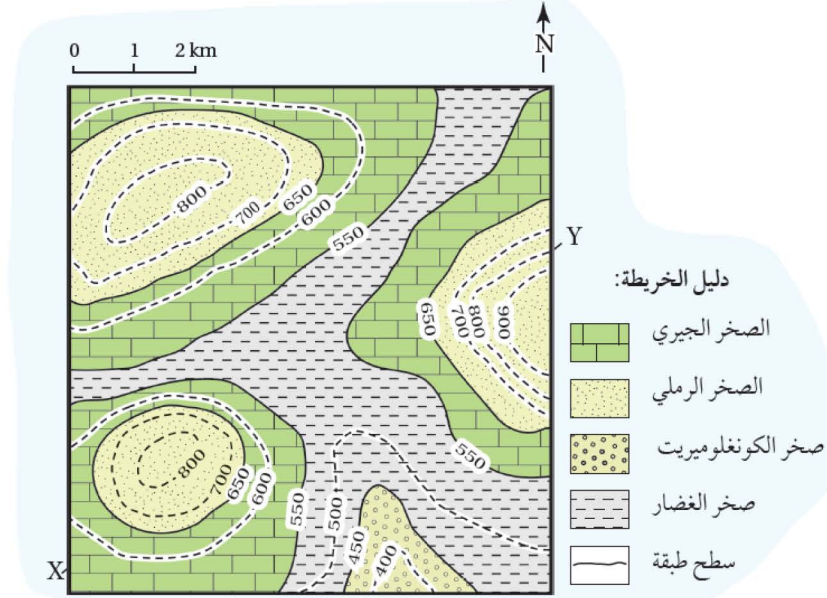 0 1 2 km
N
800
700
650
600
550
Y
650
700
800
900
550
800
700
650
600
550
500
450
400
X
دليل الخريطة:
الصخر الجيري
الصخر الرملي
صخر الكونغلوميريت
صخر الغضار
سطح طبقة